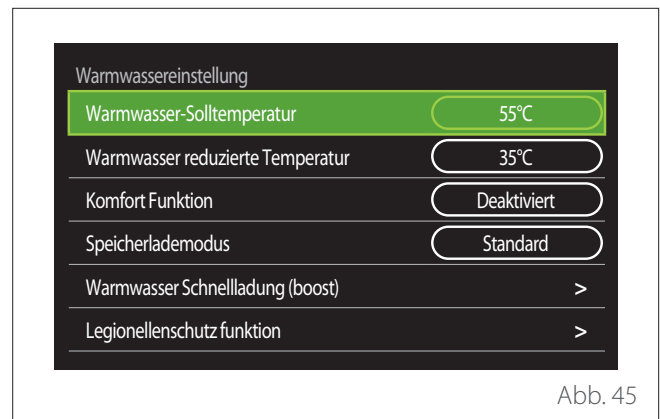 Warmwassereinstellung
Warmwasser-Solltemperatur 55°C
Warmwasser reduzierte Temperatur 35°C
Komfort Funktion Deaktiviert
Speicherlademodus Standard
Warmwasser Schnellladung (boost) >
Legionellenschutz funktion >
Abb. 45